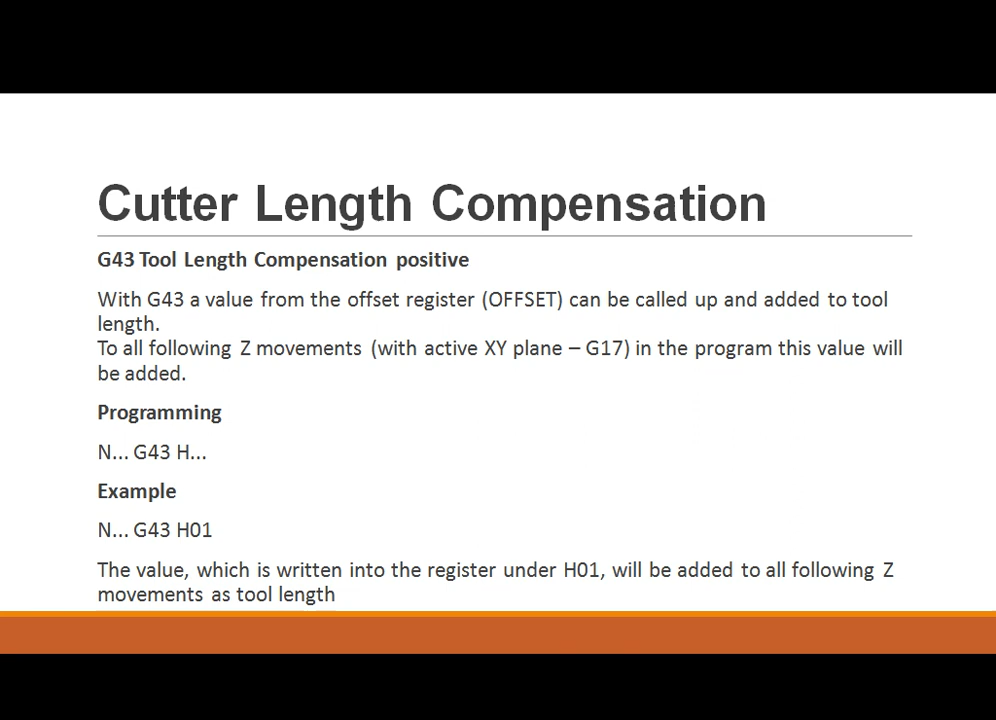 Cutter Length Compensation
G43 Tool Length Compensation positive
With G43 a value from the offset register (OFFSET) can be called up and added to tool
length.
To all following Z movements (with active XY plane – G17) in the program this value will
be added.
Programming
N... G43 H...
Example
N... G43 H01
The value, which is written into the register under H01, will be added to all following Z
movements as tool length